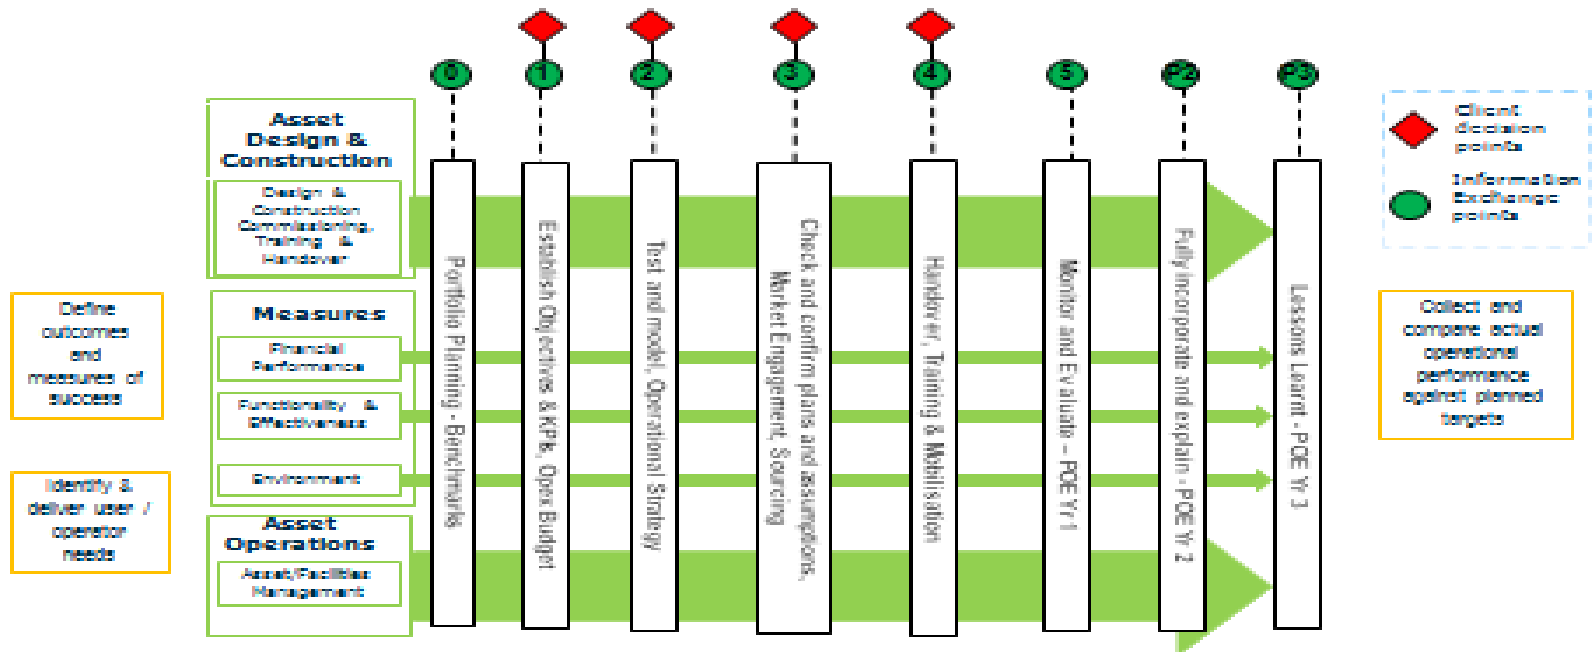 0
1
2
3
4
5
P2
P3
Asset
Design &
Construction
Design &
Construction
Commissioning,
Training &
Handover
Define
outcomes
and
measures of
success
Identify &
deliver user /
operator
needs
Measures
Financial
Performance
Functionality &
Effectiveness
Environment
Asset
Operations
Asset/Facilities
Management
Portfolio Planning - Benchmarks
Establish Objectives & KPIs, Opex Budget
Test and model, Operational Strategy
Check and confirm plans and assumptions,
Market Engagement, Sourcing
Handover, Training & Mobilisation
Monitor and Evaluate – POE Yr 1
Fully incorporate and explain - POE Yr 2
Lessons Learnt - POE Yr 3
Client
decision
points
Information
Exchange
points
Collect and
compare actual
operational
performance
against planned
targets